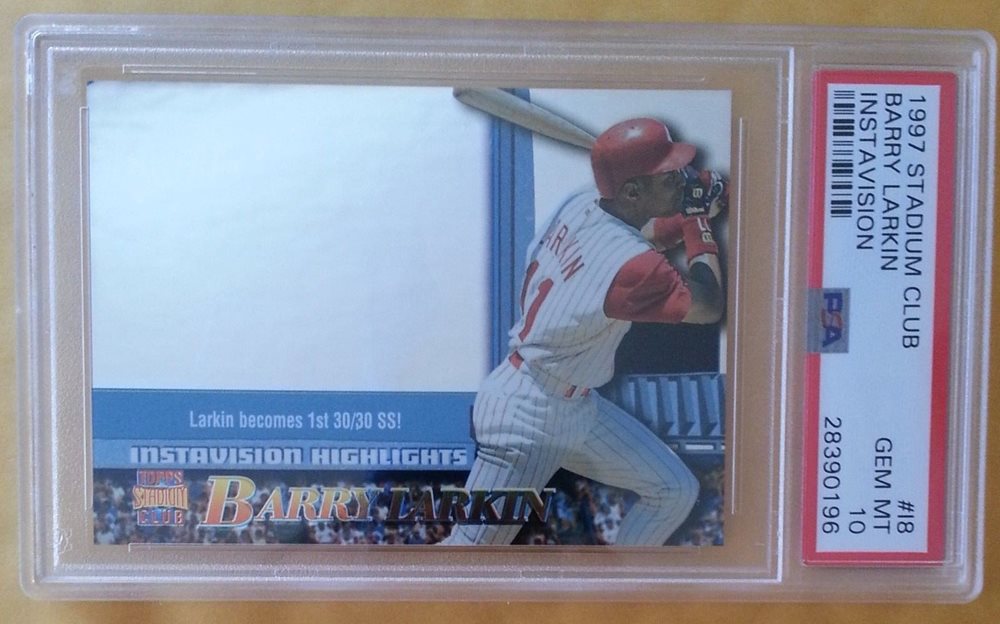 LARKIN
11
Larkin becomes 1st 30/30 SS!
INSTAVISION HIGHLIGHTS
TOPPS
STADIUM
CLUB
BARRY LARKIN
1997 STADIUM CLUB
BARRY LARKIN
INSTAVISION
PSA
#I8
GEM MT
10
28390196